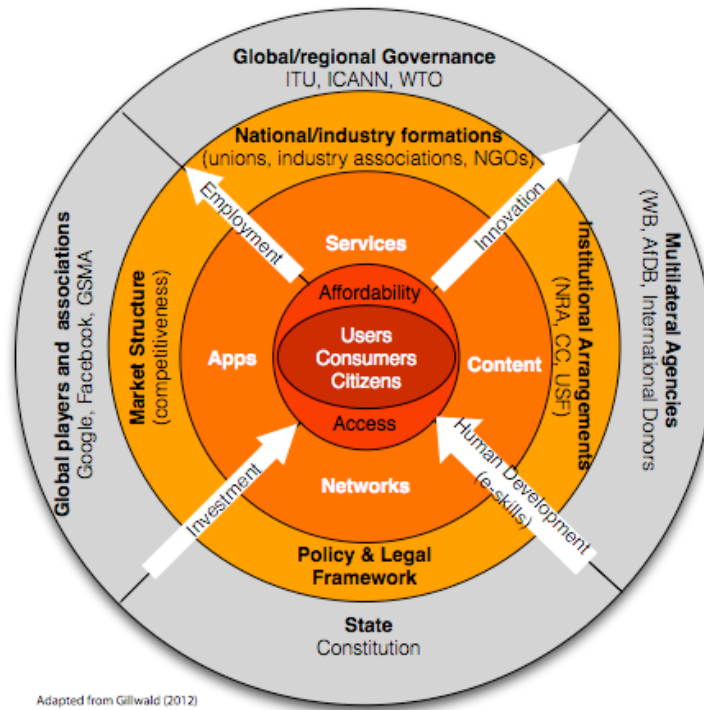 Global/regional Governance
ITU, ICANN, WTO
National/industry formations
(unions, industry associations, NGOs)
Employment
Innovation
Services
Affordability
Global players and associations
Google, Facebook, GSMA
Market Structure
(competitiveness)
Apps
Users
Consumers
Citizens
Content
Institutional Arrangements
(NRA, CC, USF)
Multilateral Agencies
(WB, AfDB, International Donors
Access
Investment
Networks
Human Development
(e-skills)
Policy & Legal
Framework
State
Constitution
Adapted from Gillwald (2012)